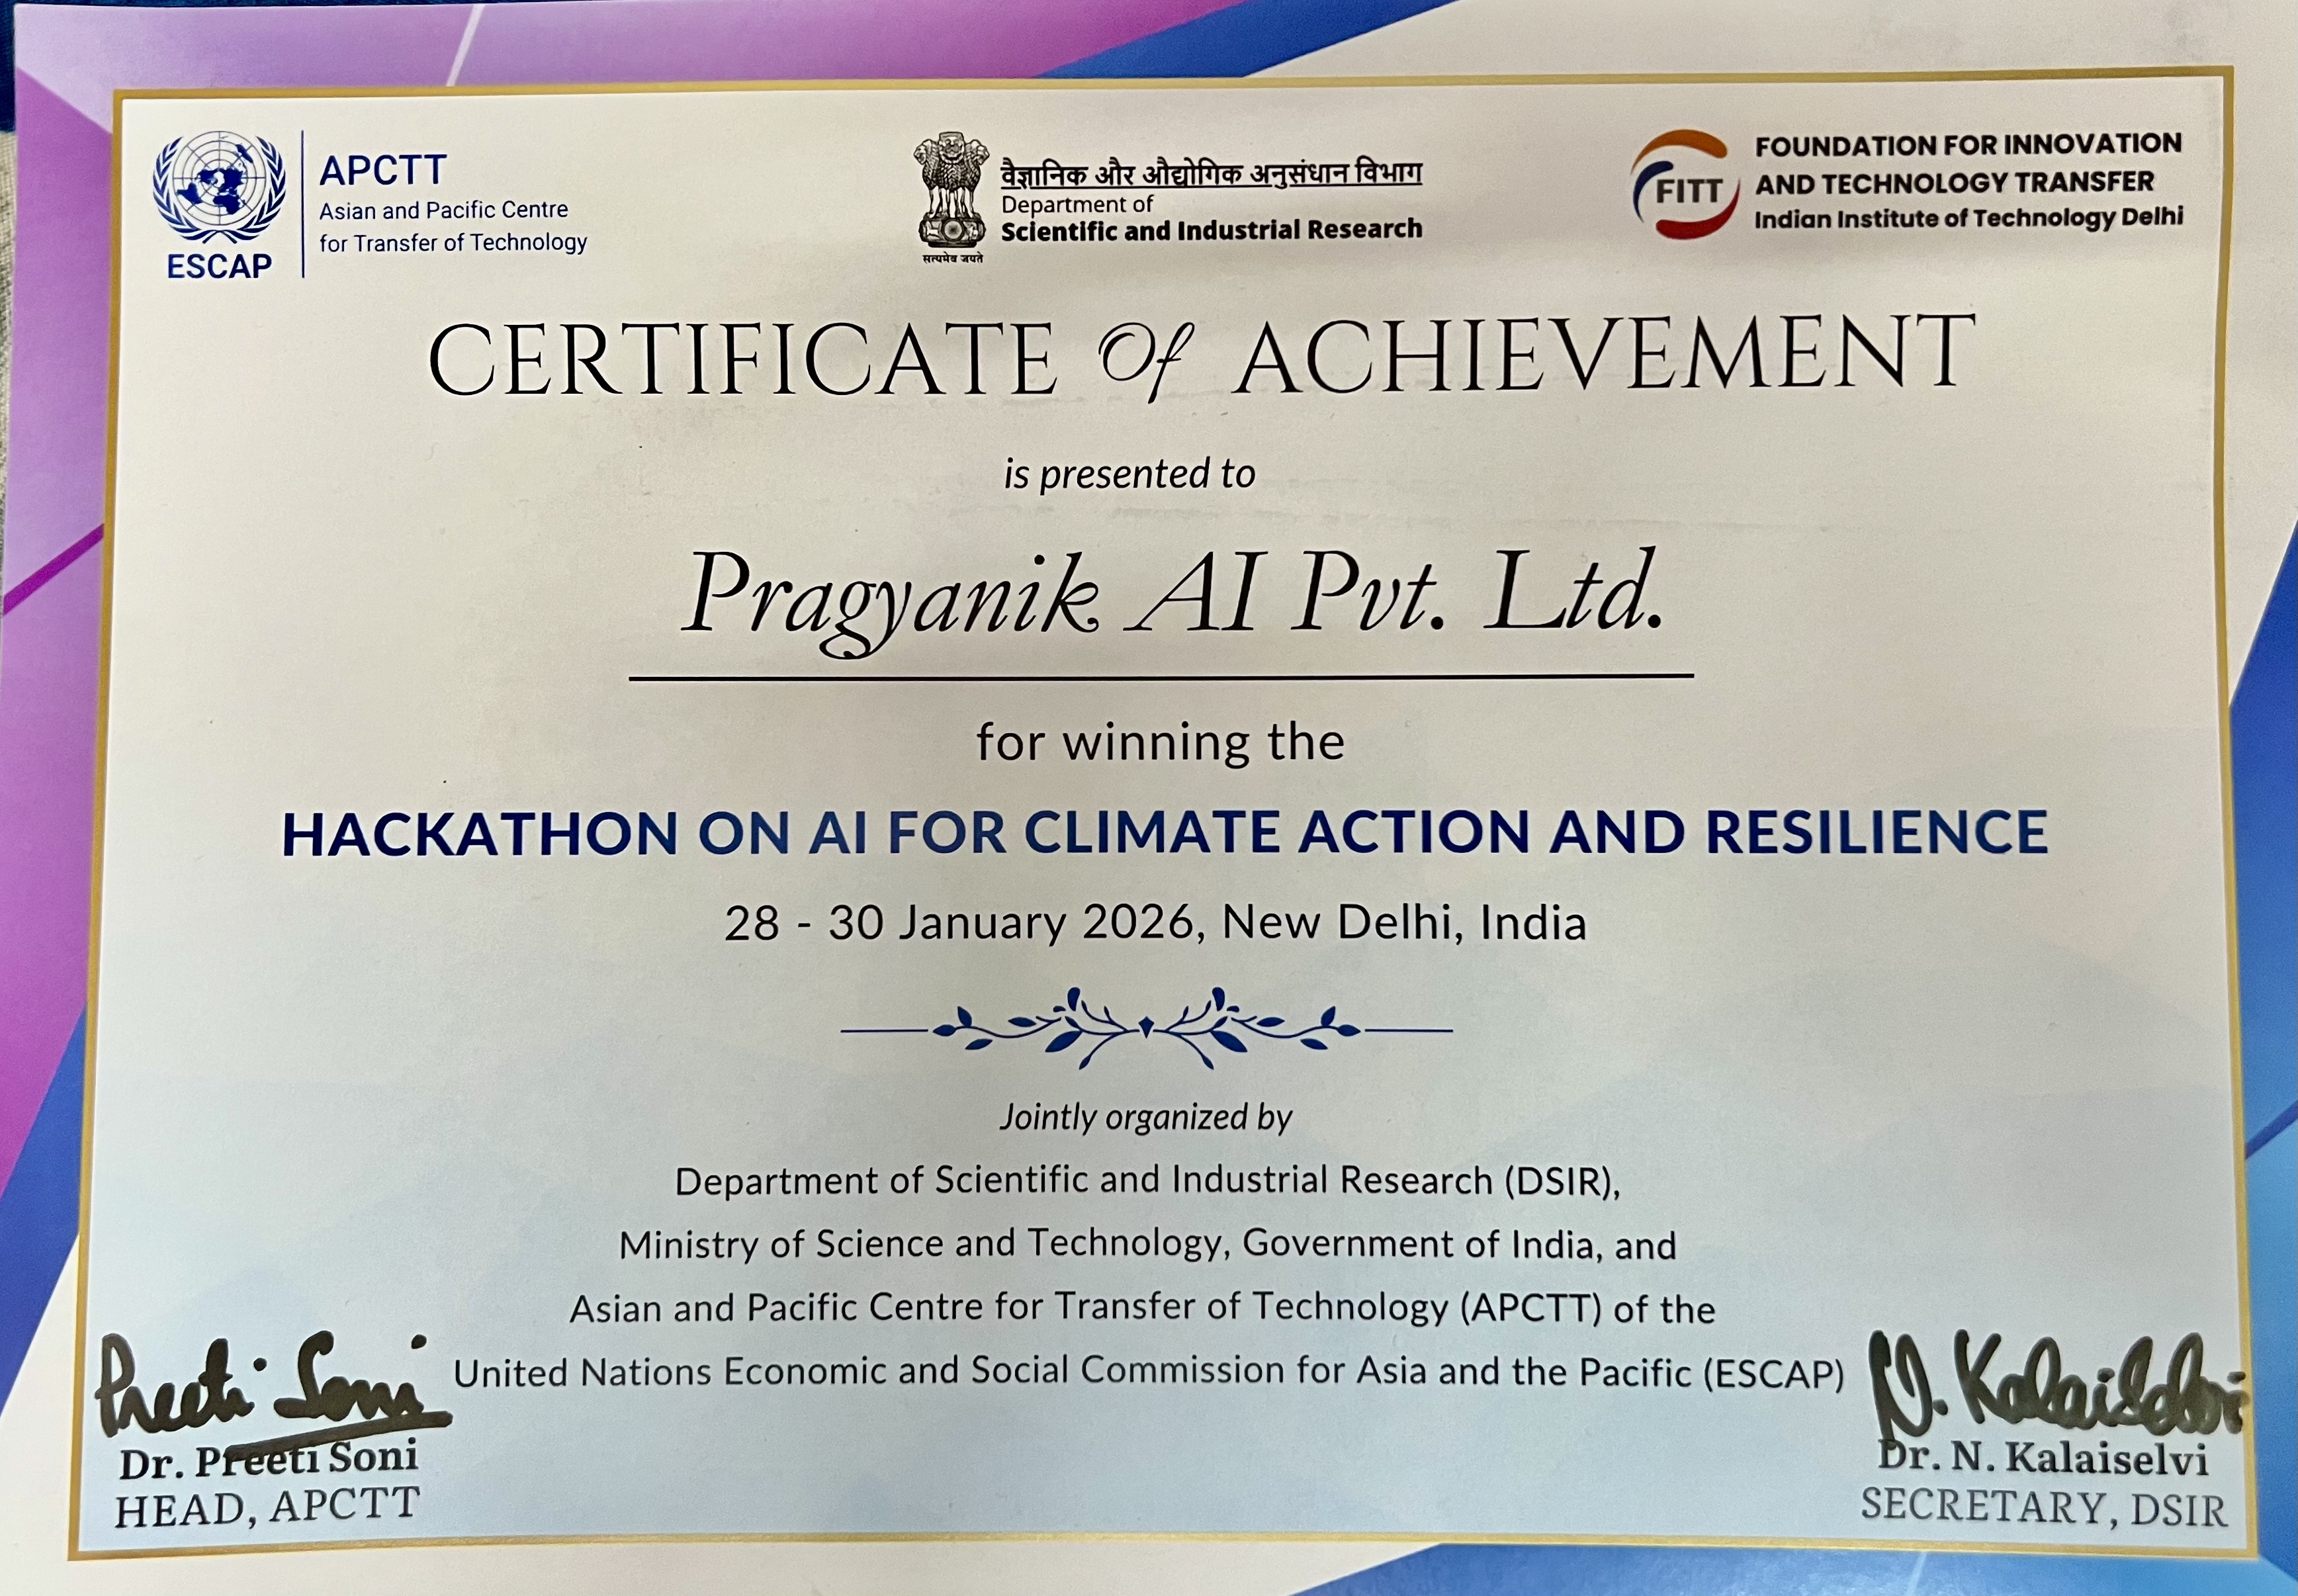 APCTT
Asian and Pacific Centre
for Transfer of Technology
ESCAP
वैज्ञानिक और औद्योगिक अनुसंधान विभाग
Department of
Scientific and Industrial Research
सत्यमेव जयते
FITT
FOUNDATION FOR INNOVATION
AND TECHNOLOGY TRANSFER
Indian Institute of Technology Delhi
CERTIFICATE Of ACHIEVEMENT
is presented to
Pragyanik AI Pvt. Ltd.
for winning the
HACKATHON ON AI FOR CLIMATE ACTION AND RESILIENCE
28 - 30 January 2026, New Delhi, India
Jointly organized by
Department of Scientific and Industrial Research (DSIR),
Ministry of Science and Technology, Government of India, and
Asian and Pacific Centre for Transfer of Technology (APCTT) of the
United Nations Economic and Social Commission for Asia and the Pacific (ESCAP)
Preeti Soni
Dr. Preeti Soni
HEAD, APCTT
N. Kalaiselvi
Dr. N. Kalaiselvi
SECRETARY, DSIR